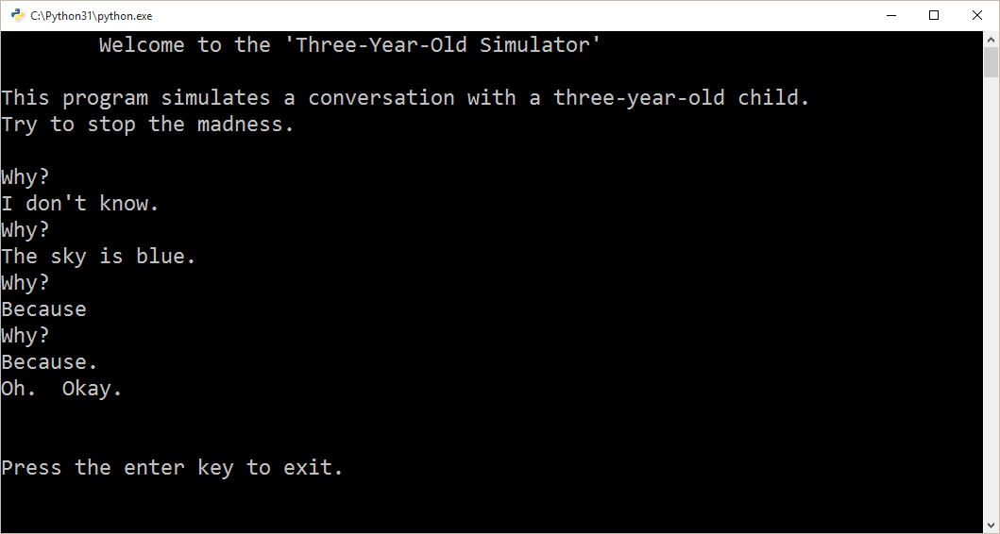 C:\Python31\python.exe
Welcome to the 'Three-Year-Old Simulator'
This program simulates a conversation with a three-year-old child.
Try to stop the madness.
Why?
I don't know.
Why?
The sky is blue.
Why?
Because
Why?
Because.
Oh.  Okay.
Press the enter key to exit.